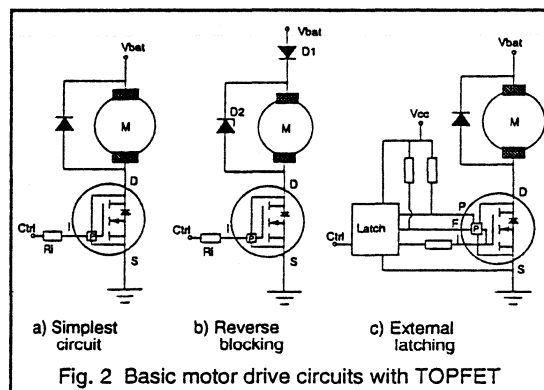 Vbat
M
D
Ctrl
I
P
Ri
S
a) Simplest
circuit
Vbat
D1
D2
M
D
Ctrl
I
P
Ri
S
b) Reverse
blocking
Vbat
M
Vcc
D
P
F
P
Ctrl
Latch
I
S
c) External
latching
Fig. 2 Basic motor drive circuits with TOPFET